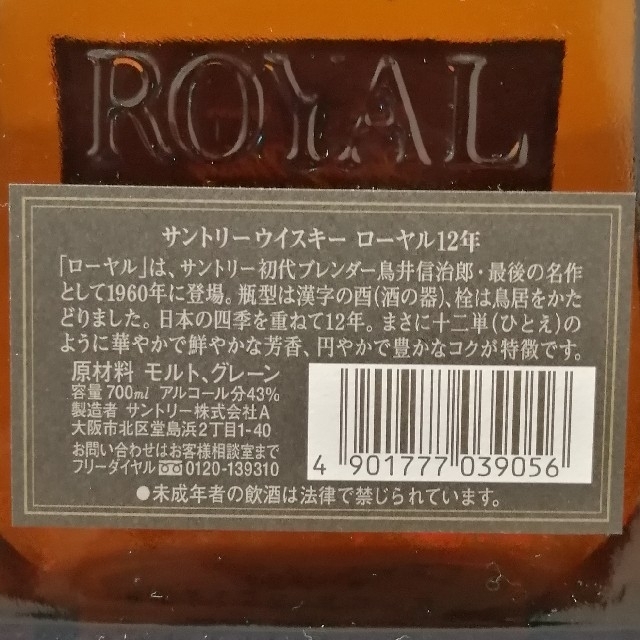 ROYAL
サントリーウイスキー ローヤル12年
「ローヤル」は、サントリー初代ブレンダー鳥井信治郎・最後の名作
として1960年に登場。瓶型は漢字の酉(酒の器)、栓は鳥居をかた
どりました。日本の四季を重ねて12年。まさに十二単(ひとえ)の
ように華やかで鮮やかな芳香、円やかで豊かなコクが特徴です。
原材料 モルト、グレーン
容量 700ml アルコール分43%
製造者 サントリー株式会社A
大阪市北区堂島浜2丁目1-40
お問い合わせはお客様相談室まで
フリーダイヤル 0120-139310
4 901777 039056
●未成年者の飲酒は法律で禁じられています。